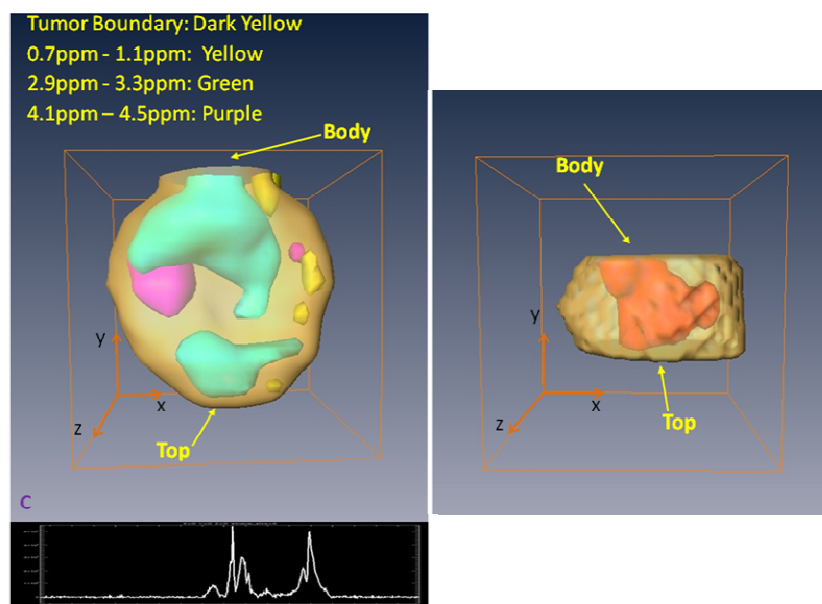 Tumor Boundary: Dark Yellow
0.7ppm - 1.1ppm: Yellow
2.9ppm - 3.3ppm: Green
4.1ppm – 4.5ppm: Purple
Body
y
x
z
Top
C
Body
y
x
z
Top